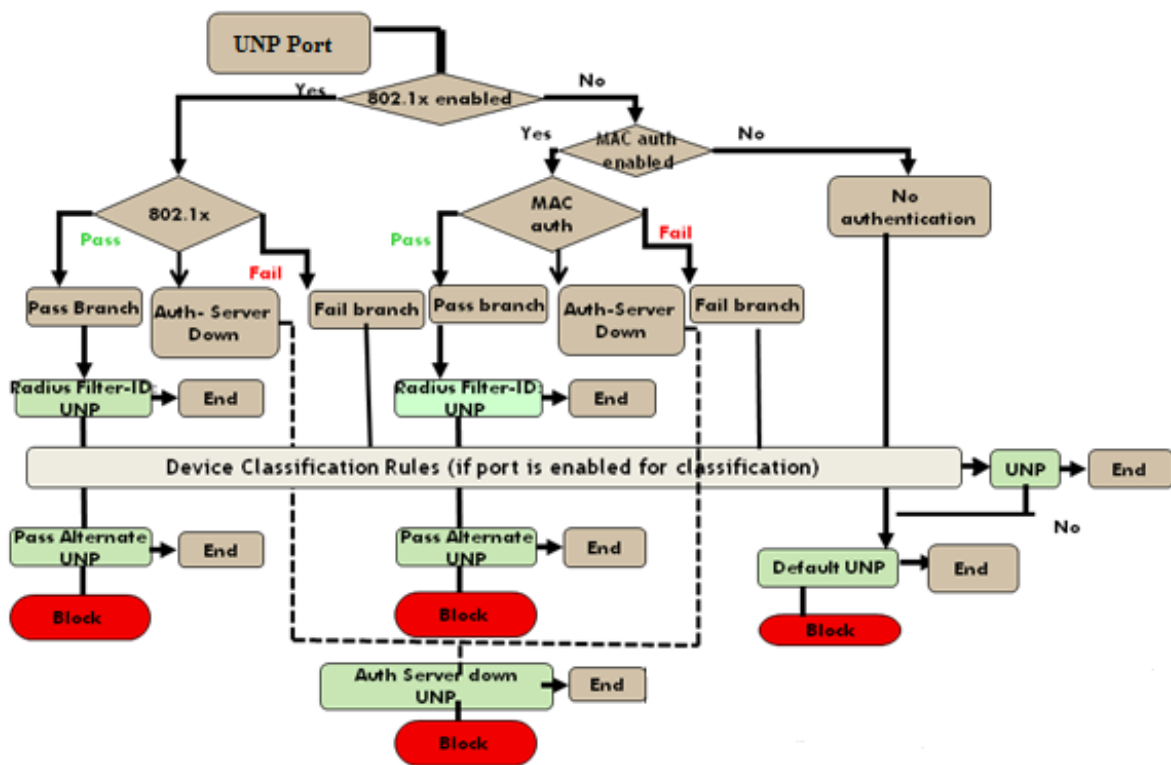 UNP Port
Yes
802.1x enabled
No
Yes
MAC auth
enabled
No
802.1x
MAC
auth
No
authentication
Pass
Fail
Pass
Fail
Pass Branch
Auth- Server
Down
Fail branch
Pass branch
Auth-Server
Down
Fail branch
Radius Filter-ID:
UNP
End
Radius Filter-ID:
UNP
End
Device Classification Rules (if port is enabled for classification)
UNP
End
No
Pass Alternate
UNP
End
Pass Alternate
UNP
End
Default UNP
End
Block
Block
Block
Auth Server down
UNP
End
Block